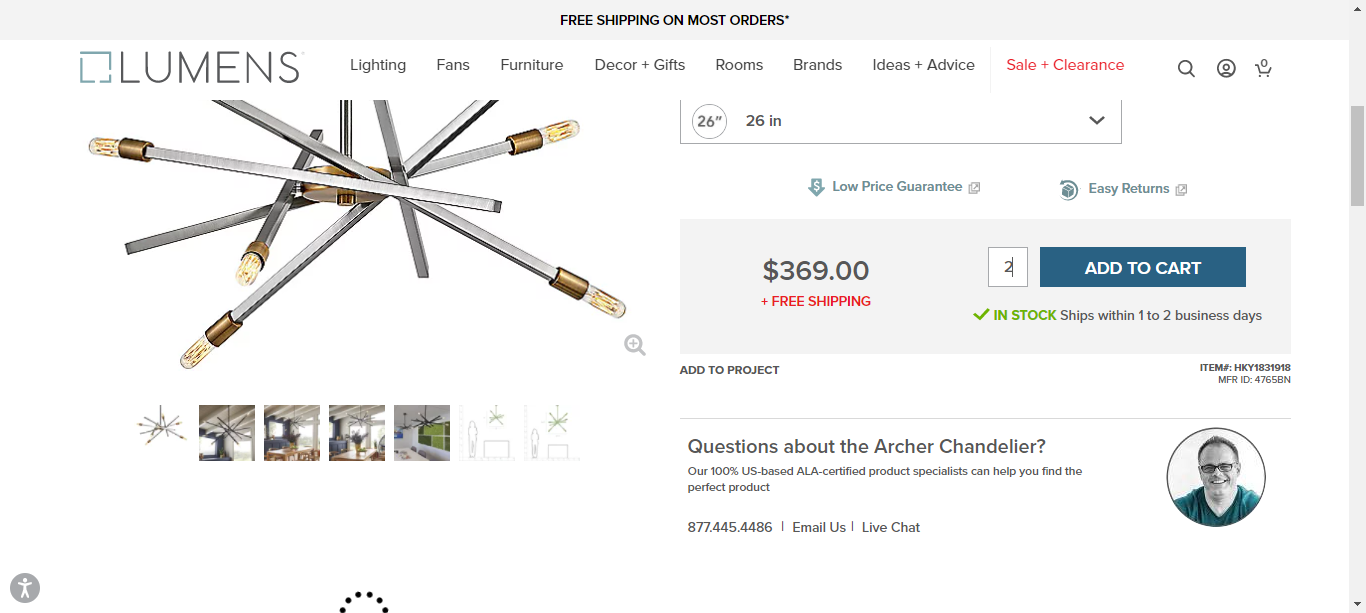 FREE SHIPPING ON MOST ORDERS*
LUMENS
Lighting
Fans
Furniture
Decor + Gifts
Rooms
Brands
Ideas + Advice
Sale + Clearance
0
26"
26 in
Low Price Guarantee
Easy Returns
$369.00
+ FREE SHIPPING
2
ADD TO CART
IN STOCK Ships within 1 to 2 business days
ADD TO PROJECT
ITEM#: HKY1831918
MFR ID: 4765BN
Questions about the Archer Chandelier?
Our 100% US-based ALA-certified product specialists can help you find the
perfect product
877.445.4486 | Email Us | Live Chat